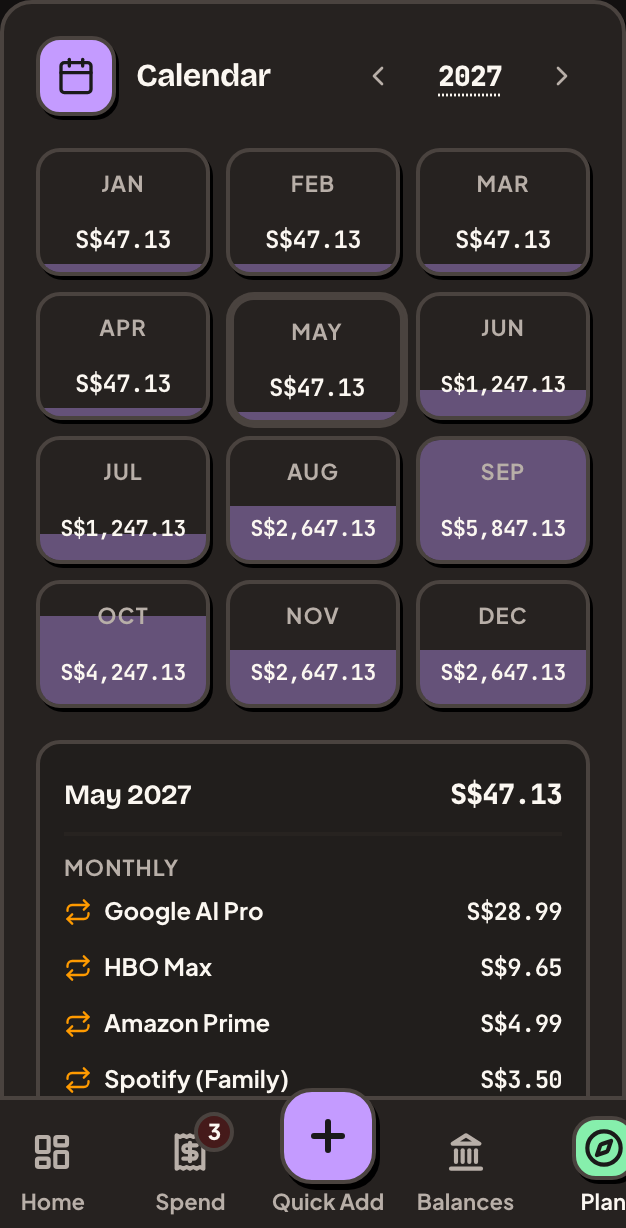 Calendar
2027
JAN FEB MAR
S$47.13 S$47.13 S$47.13
APR MAY JUN
S$47.13 S$47.13 S$1,247.13
JUL AUG SEP
S$1,247.13 S$2,647.13 S$5,847.13
OCT NOV DEC
S$4,247.13 S$2,647.13 S$2,647.13
May 2027 S$47.13
MONTHLY
Google AI Pro S$28.99
HBO Max S$9.65
Amazon Prime S$4.99
Spotify (Family) S$3.50
3
Home Spend Quick Add Balances Plan